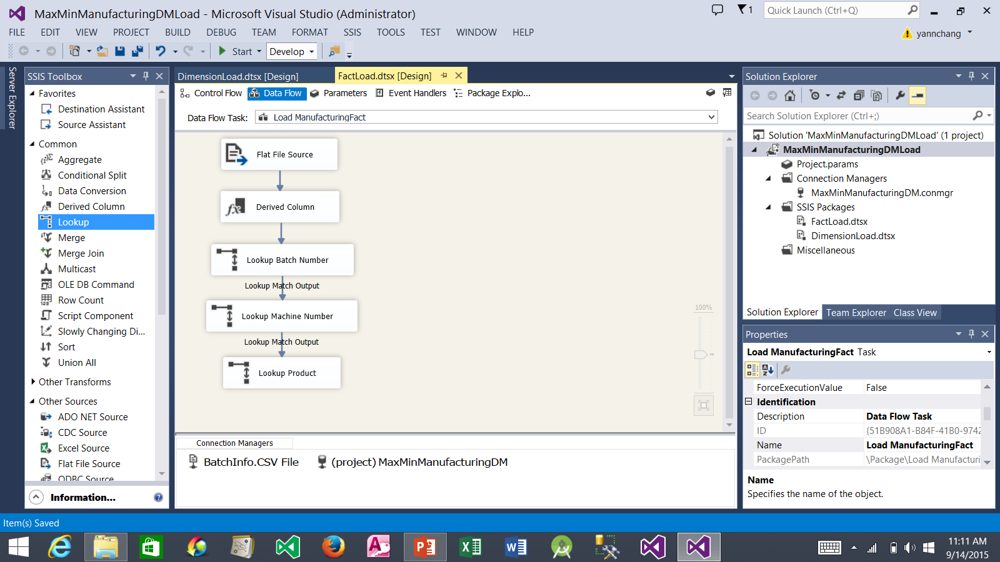 MaxMinManufacturingDMLoad - Microsoft Visual Studio (Administrator)
1
Quick Launch (Ctrl+Q)
FILE EDIT VIEW PROJECT BUILD DEBUG TEAM FORMAT SSIS TOOLS TEST WINDOW HELP
yannchang
Start
Develop
Server Explorer
SSIS Toolbox
Favorites
Destination Assistant
Source Assistant
Common
Aggregate
Conditional Split
Data Conversion
Derived Column
Lookup
Merge
Merge Join
Multicast
OLE DB Command
Row Count
Script Component
Slowly Changing Di...
Sort
Union All
Other Transforms
Other Sources
ADO NET Source
CDC Source
Excel Source
Flat File Source
ODBC Source
Information...
DimensionLoad.dtsx [Design]
FactLoad.dtsx [Design]
Control Flow
Data Flow
Parameters
Event Handlers
Package Explo...
Data Flow Task:
Load ManufacturingFact
Flat File Source
Derived Column
Lookup Batch Number
Lookup Match Output
Lookup Machine Number
Lookup Match Output
Lookup Product
100%
Connection Managers
BatchInfo.CSV File
(project) MaxMinManufacturingDM
Solution Explorer
Search Solution Explorer (Ctrl+;)
Solution 'MaxMinManufacturingDMLoad' (1 project)
MaxMinManufacturingDMLoad
Project.params
Connection Managers
MaxMinManufacturingDM.conmgr
SSIS Packages
FactLoad.dtsx
DimensionLoad.dtsx
Miscellaneous
Solution Explorer
Team Explorer
Class View
Properties
Load ManufacturingFact Task
ForceExecutionValue False
Identification
Description Data Flow Task
ID {51B908A1-B84F-41B0-9742
Name Load ManufacturingFact
PackagePath \Package\Load Manufacturi
Name
Specifies the name of the object.
Item(s) Saved
11:11 AM
9/14/2015